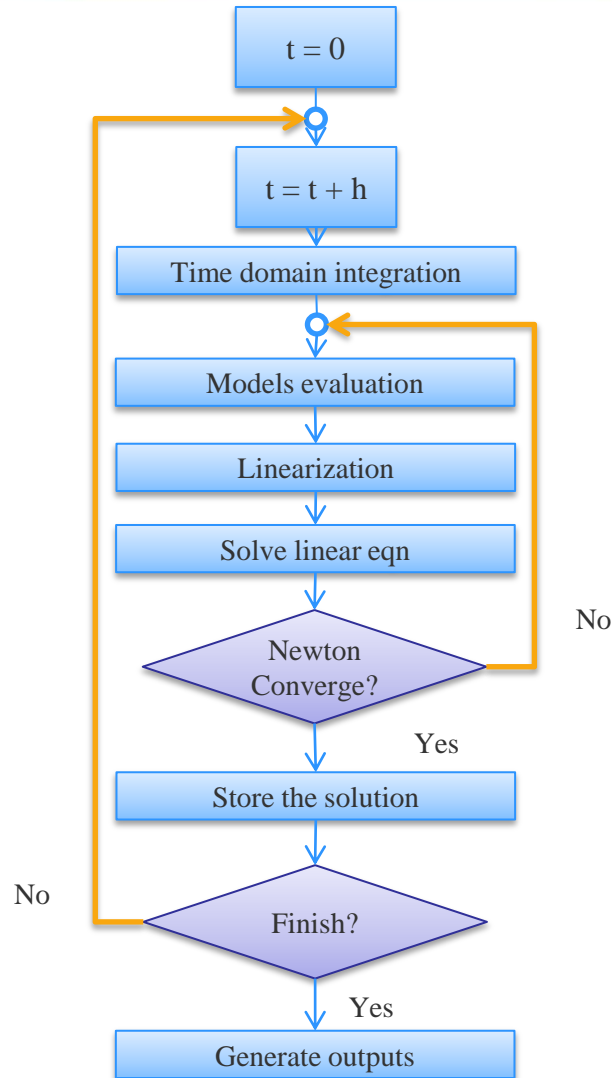 t = 0
t = t + h
Time domain integration
Models evaluation
Linearization
Solve linear eqn
Newton
Converge?
No
Yes
Store the solution
No
Finish?
Yes
Generate outputs